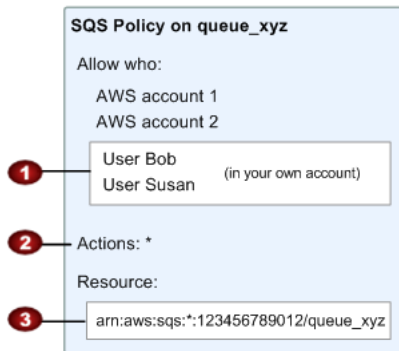 SQS Policy on queue_xyz
Allow who:
AWS account 1
AWS account 2
1
User Bob
User Susan (in your own account)
2 Actions: *
Resource:
3 arn:aws:sqs:*:123456789012/queue_xyz